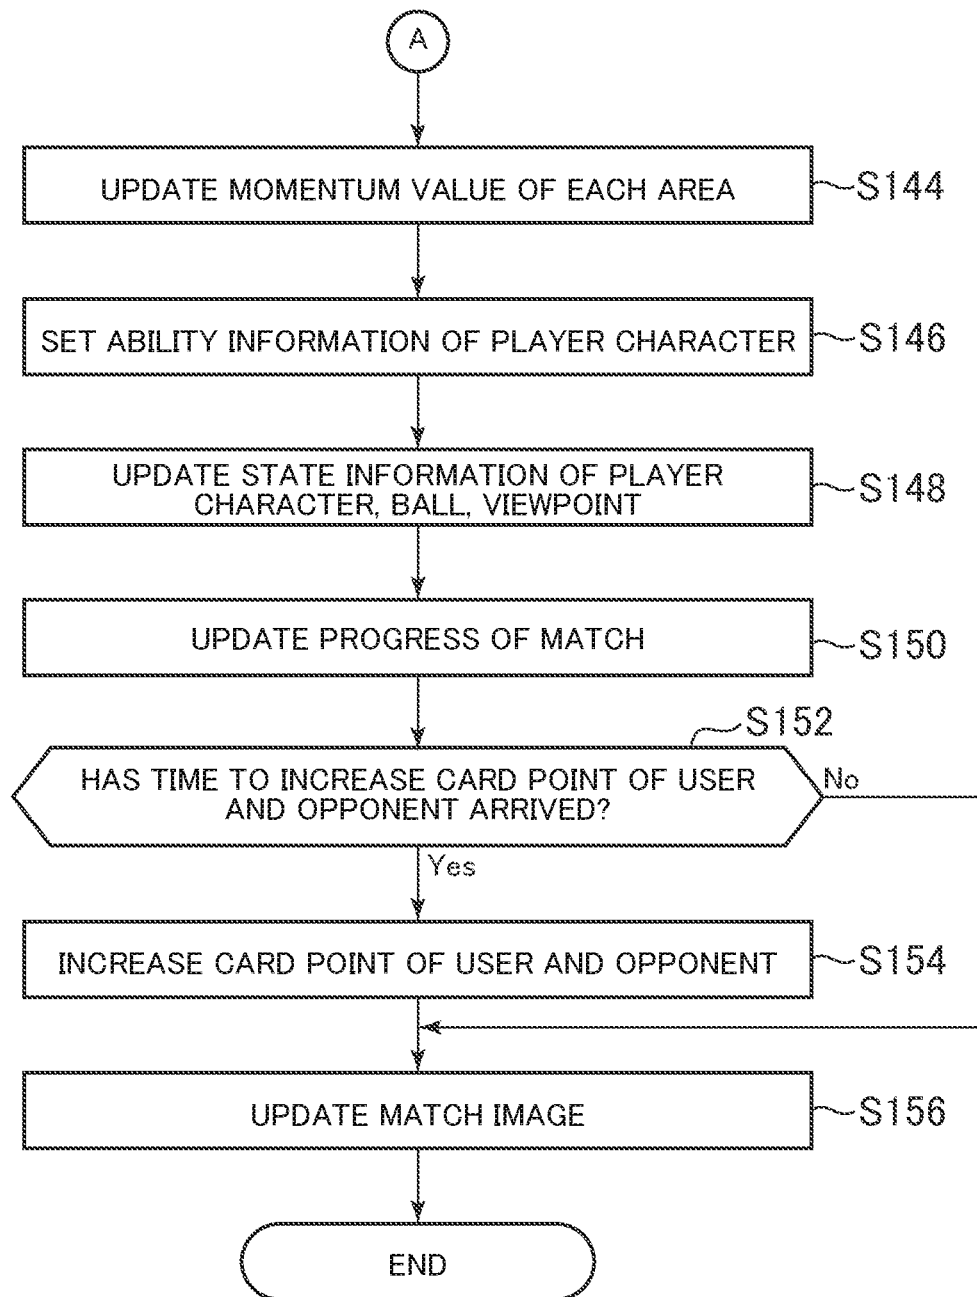 A
UPDATE MOMENTUM VALUE OF EACH AREA
S144
SET ABILITY INFORMATION OF PLAYER CHARACTER
S146
UPDATE STATE INFORMATION OF PLAYER
CHARACTER, BALL, VIEWPOINT
S148
UPDATE PROGRESS OF MATCH
S150
S152
HAS TIME TO INCREASE CARD POINT OF USER
AND OPPONENT ARRIVED?
No
Yes
INCREASE CARD POINT OF USER AND OPPONENT
S154
UPDATE MATCH IMAGE
S156
END